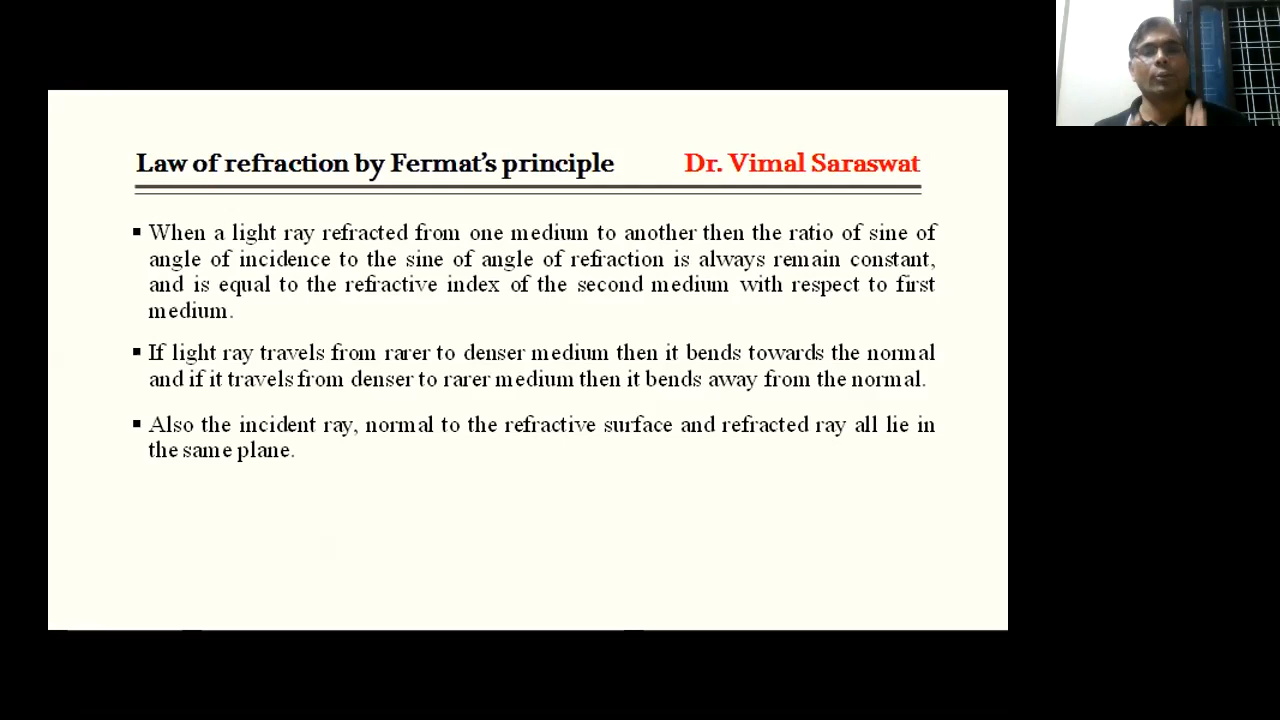 Law of refraction by Fermat's principle Dr. Vimal Saraswat
▪ When a light ray refracted from one medium to another then the ratio of sine of
angle of incidence to the sine of angle of refraction is always remain constant,
and is equal to the refractive index of the second medium with respect to first
medium.
▪ If light ray travels from rarer to denser medium then it bends towards the normal
and if it travels from denser to rarer medium then it bends away from the normal.
▪ Also the incident ray, normal to the refractive surface and refracted ray all lie in
the same plane.